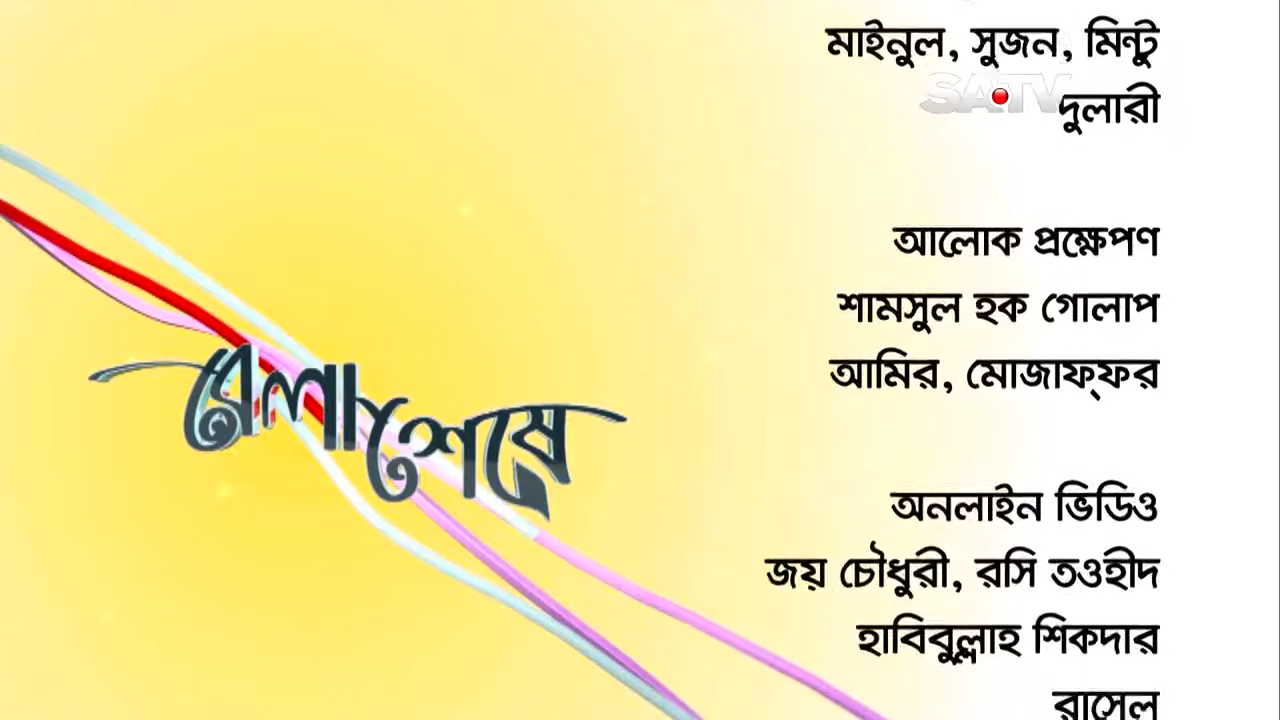 মাইনুল, সুজন, মিন্টু
SATV
দুলারী
আলোক প্রক্ষেপণ
শামসুল হক গোলাপ
আমির, মোজাফ্ফর
বেলা শেষে
অনলাইন ভিডিও
জয় চৌধুরী, রসি তওহীদ
হাবিবুল্লাহ শিকদার
রাসেল